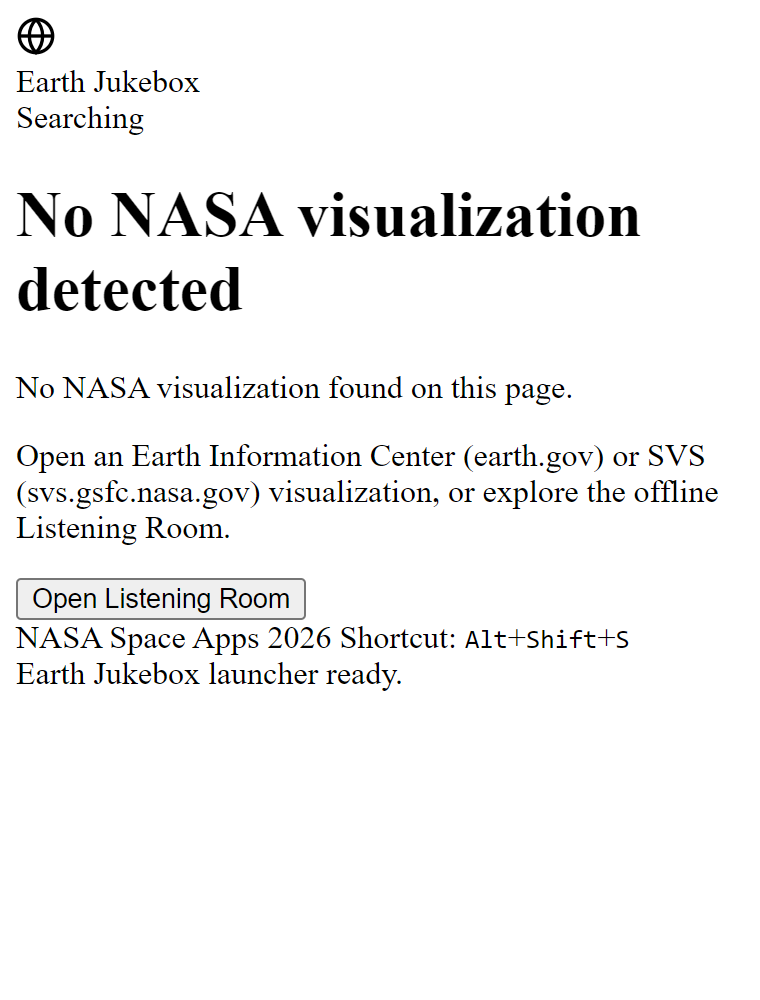 Earth Jukebox
Searching
No NASA visualization
detected
No NASA visualization found on this page.
Open an Earth Information Center (earth.gov) or SVS
(svs.gsfc.nasa.gov) visualization, or explore the offline
Listening Room.
Open Listening Room
NASA Space Apps 2026 Shortcut: Alt+Shift+S
Earth Jukebox launcher ready.